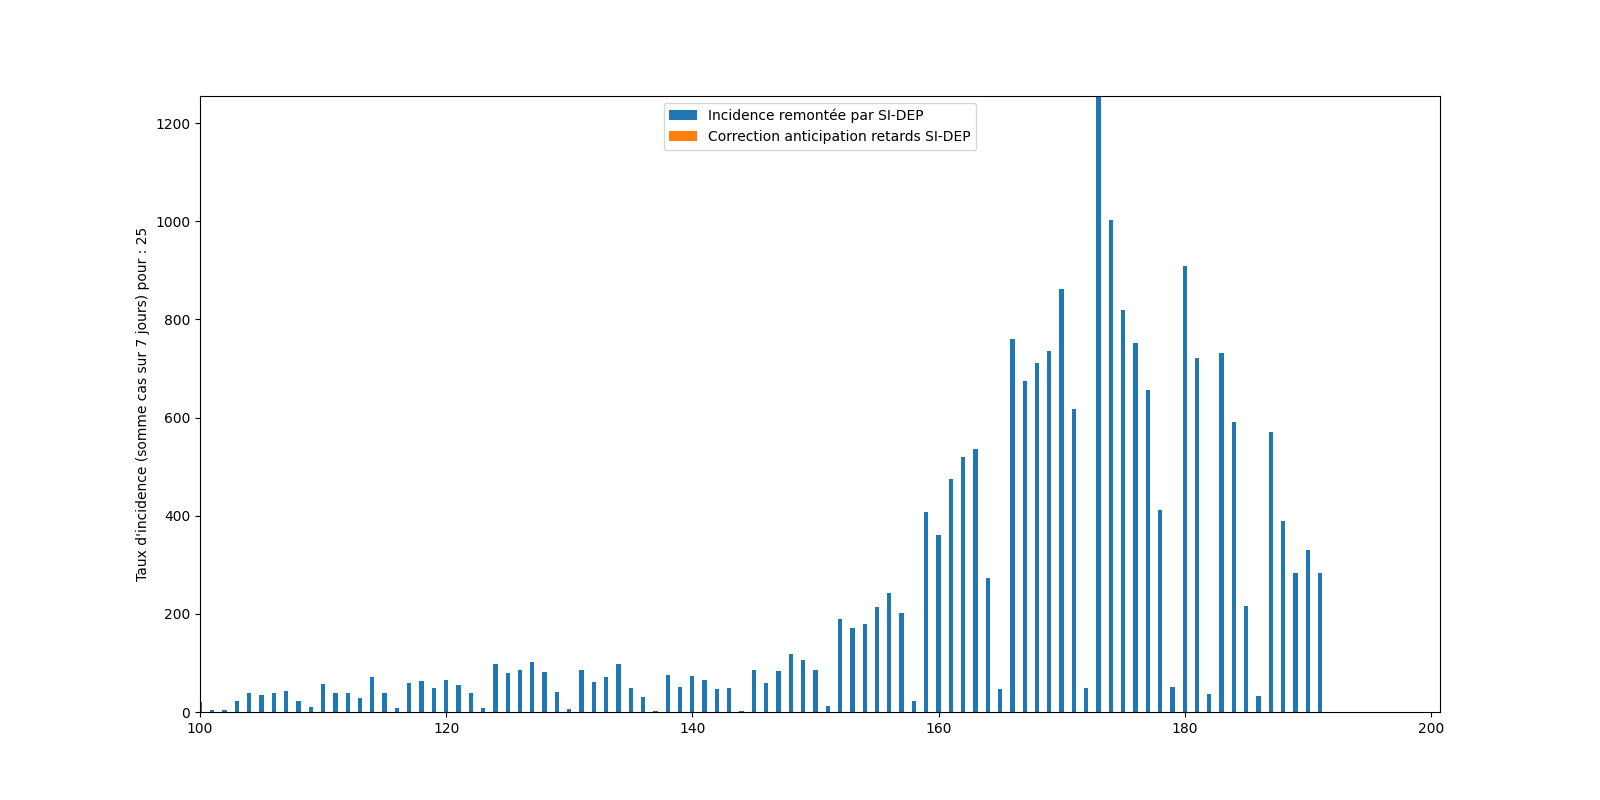 Incidence remontée par SI-DEP
Correction anticipation retards SI-DEP
Taux d'incidence (somme cas sur 7 jours) pour : 25
1200
1000
800
600
400
200
0
100 120 140 160 180 200